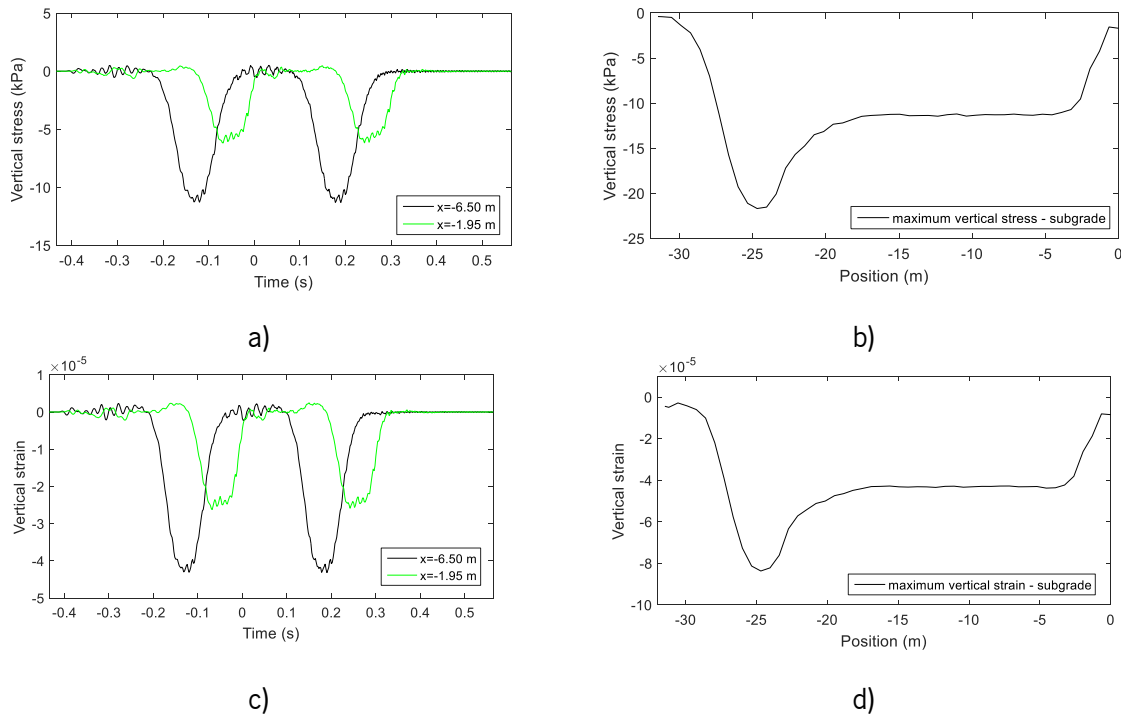 5
0
-5
-10
-15
Vertical stress (kPa)
x=-6.50 m
x=-1.95 m
-0.4 -0.3 -0.2 -0.1 0 0.1 0.2 0.3 0.4 0.5
Time (s)
a)
0
-5
-10
-15
-20
-25
Vertical stress (kPa)
maximum vertical stress - subgrade
-30 -25 -20 -15 -10 -5 0
Position (m)
b)
×10-5
1
0
-1
-2
-3
-4
-5
Vertical strain
x=-6.50 m
x=-1.95 m
-0.4 -0.3 -0.2 -0.1 0 0.1 0.2 0.3 0.4 0.5
Time (s)
c)
×10-5
0
-2
-4
-6
-8
-10
Vertical strain
maximum vertical strain - subgrade
-30 -25 -20 -15 -10 -5 0
Position (m)
d)